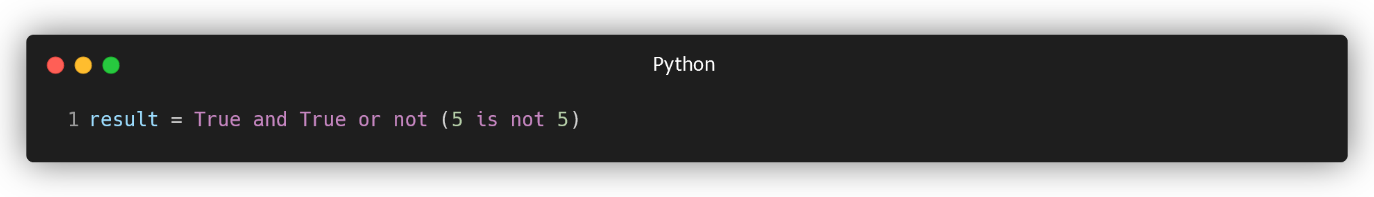 Python
1 result = True and True or not (5 is not 5)